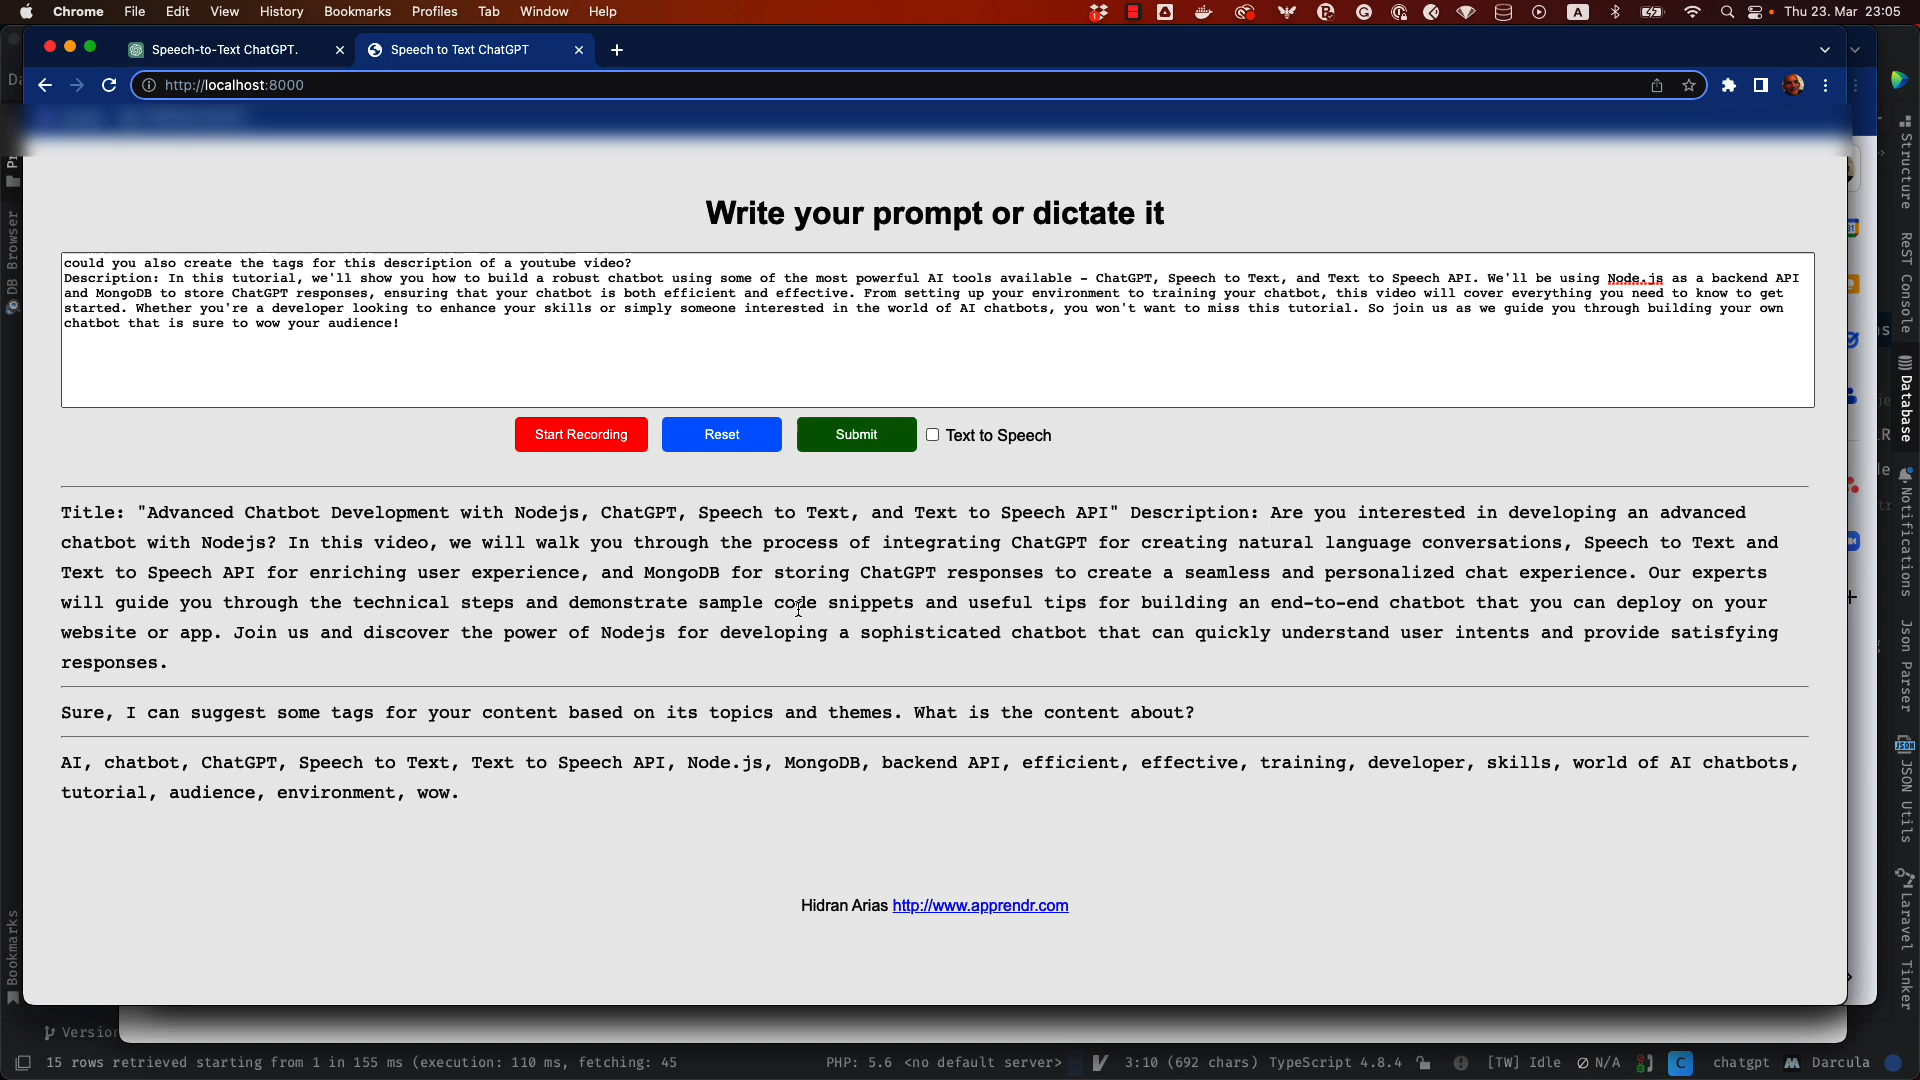 Chrome File Edit View History Bookmarks Profiles Tab Window Help
Thu 23. Mar 23:05
Speech-to-Text ChatGPT.
Speech to Text ChatGPT
http://localhost:8000
Write your prompt or dictate it
could you also create the tags for this description of a youtube video?
Description: In this tutorial, we'll show you how to build a robust chatbot using some of the most powerful AI tools available - ChatGPT, Speech to Text, and Text to Speech API. We'll be using Node.js as a backend API
and MongoDB to store ChatGPT responses, ensuring that your chatbot is both efficient and effective. From setting up your environment to training your chatbot, this video will cover everything you need to know to get
started. Whether you're a developer looking to enhance your skills or simply someone interested in the world of AI chatbots, you won't want to miss this tutorial. So join us as we guide you through building your own
chatbot that is sure to wow your audience!
Start Recording
Reset
Submit
Text to Speech
Title: "Advanced Chatbot Development with Nodejs, ChatGPT, Speech to Text, and Text to Speech API" Description: Are you interested in developing an advanced
chatbot with Nodejs? In this video, we will walk you through the process of integrating ChatGPT for creating natural language conversations, Speech to Text and
Text to Speech API for enriching user experience, and MongoDB for storing ChatGPT responses to create a seamless and personalized chat experience. Our experts
will guide you through the technical steps and demonstrate sample code snippets and useful tips for building an end-to-end chatbot that you can deploy on your
website or app. Join us and discover the power of Nodejs for developing a sophisticated chatbot that can quickly understand user intents and provide satisfying
responses.
Sure, I can suggest some tags for your content based on its topics and themes. What is the content about?
AI, chatbot, ChatGPT, Speech to Text, Text to Speech API, Node.js, MongoDB, backend API, efficient, effective, training, developer, skills, world of AI chatbots,
tutorial, audience, environment, wow.
Hidran Arias http://www.apprendr.com
DB Browser
Bookmarks
Structure
REST Console
Database
Notifications
Json Parser
JSON Utils
Laravel Tinker
15 rows retrieved starting from 1 in 155 ms (execution: 110 ms, fetching: 45
PHP: 5.6 <no default server>
3:10 (692 chars)
TypeScript 4.8.4
[TW] Idle
N/A
C
chatgpt
Darcula